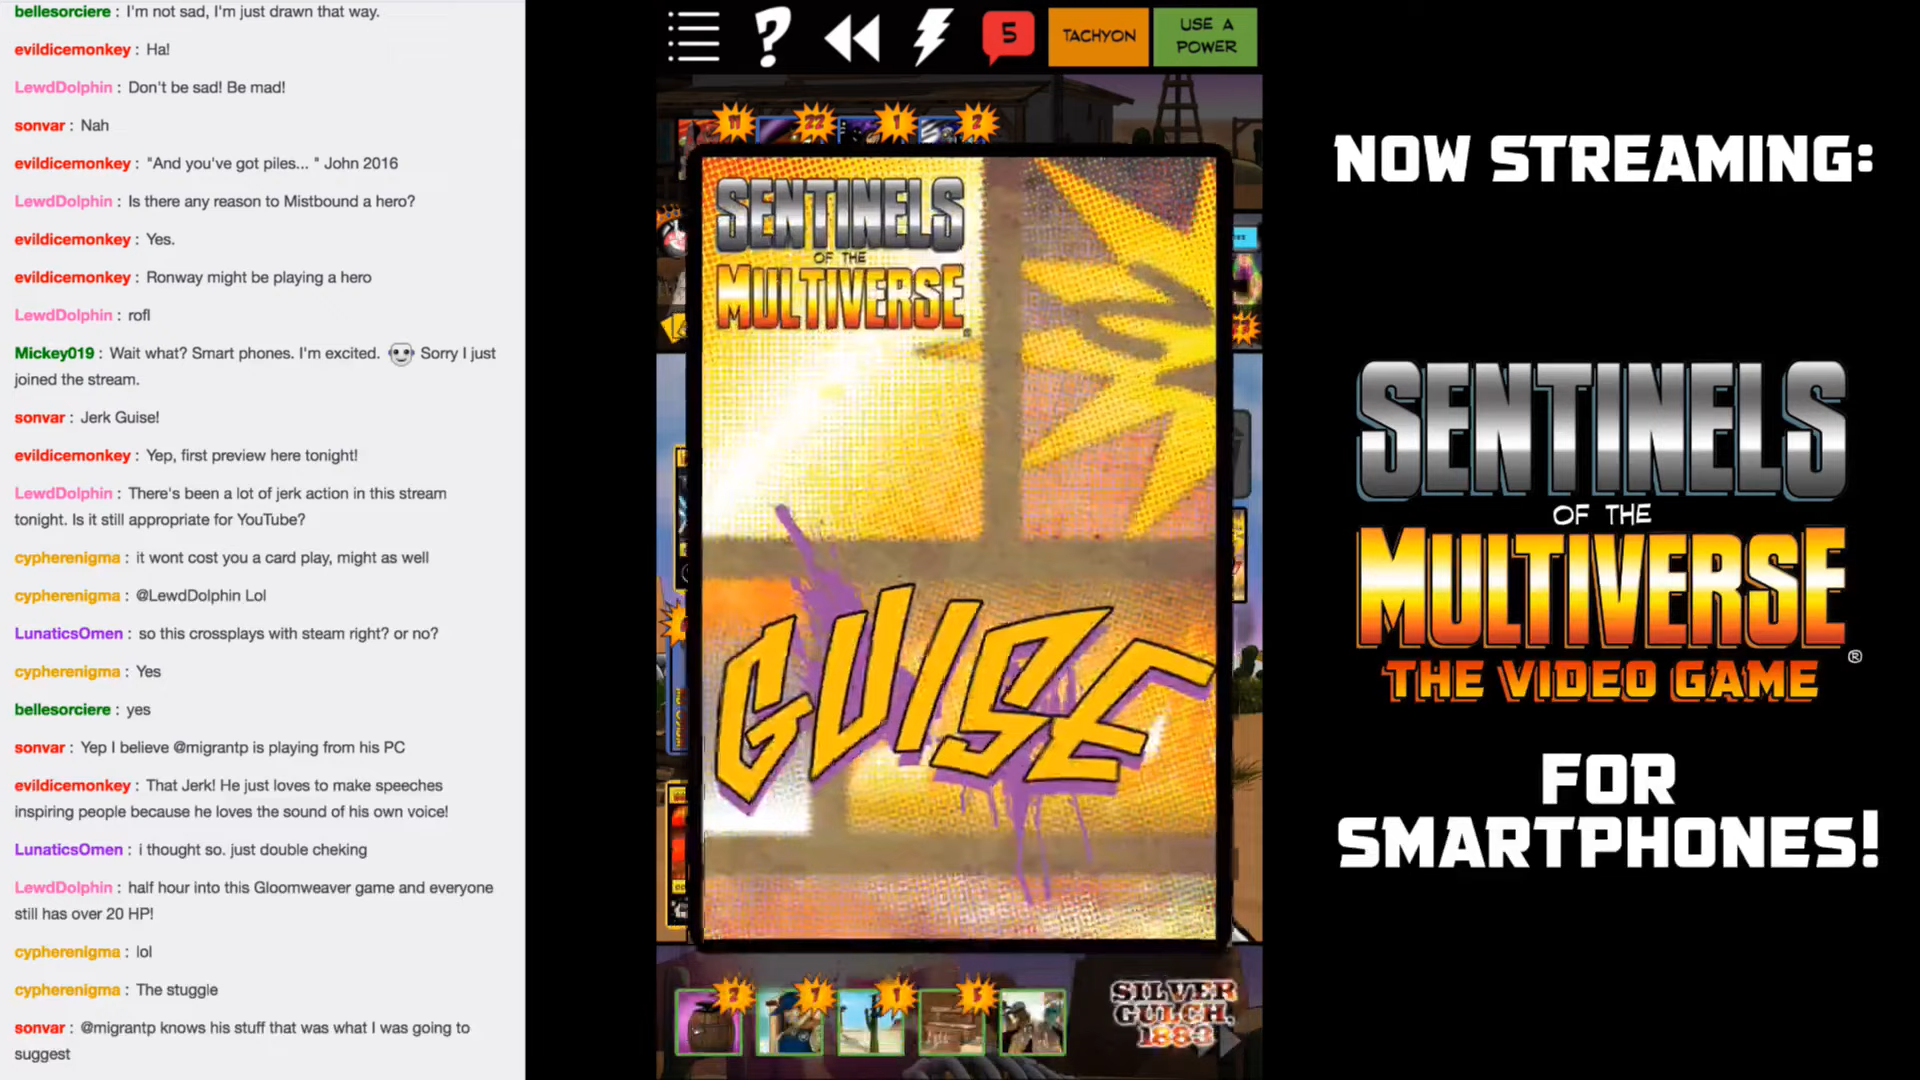 bellesorciere : I'm not sad, I'm just drawn that way.
evildicemonkey : Ha!
LewdDolphin : Don't be sad! Be mad!
sonvar : Nah
evildicemonkey : "And you've got piles... " John 2016
LewdDolphin : Is there any reason to Mistbound a hero?
evildicemonkey : Yes.
evildicemonkey : Ronway might be playing a hero
LewdDolphin : rofl
Mickey019 : Wait what? Smart phones. I'm excited. Sorry I just
joined the stream.
sonvar : Jerk Guise!
evildicemonkey : Yep, first preview here tonight!
LewdDolphin : There's been a lot of jerk action in this stream
tonight. Is it still appropriate for YouTube?
cypherenigma : it wont cost you a card play, might as well
cypherenigma : @LewdDolphin Lol
LunaticsOmen : so this crossplays with steam right? or no?
cypherenigma : Yes
bellesorciere : yes
sonvar : Yep I believe @migrantp is playing from his PC
evildicemonkey : That Jerk! He just loves to make speeches
inspiring people because he loves the sound of his own voice!
LunaticsOmen : i thought so. just double cheking
LewdDolphin : half hour into this Gloomweaver game and everyone
still has over 20 HP!
cypherenigma : lol
cypherenigma : The stuggle
sonvar : @migrantp knows his stuff that was what I was going to
suggest
?
5
TACHYON
USE A
POWER
11
22
1
2
SENTINELS
OF THE
MULTIVERSE
GUISE
2
7
1
5
SILVER
GULCH,
1883
NOW STREAMING:
SENTINELS
OF THE
MULTIVERSE
®
THE VIDEO GAME
FOR
SMARTPHONES!